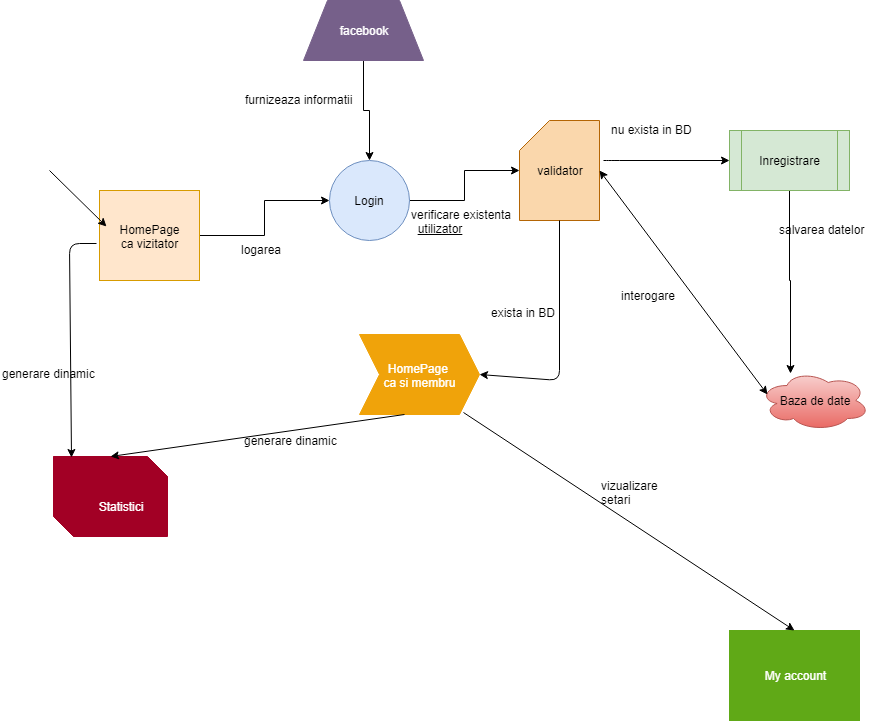 facebook
furnizeaza informatii
nu exista in BD
validator
Inregistrare
Login
verificare existenta
utilizator
HomePage
ca vizitator
logarea
salvarea datelor
interogare
exista in BD
generare dinamic
HomePage
ca si membru
Baza de date
generare dinamic
vizualizare
setari
Statistici
My account